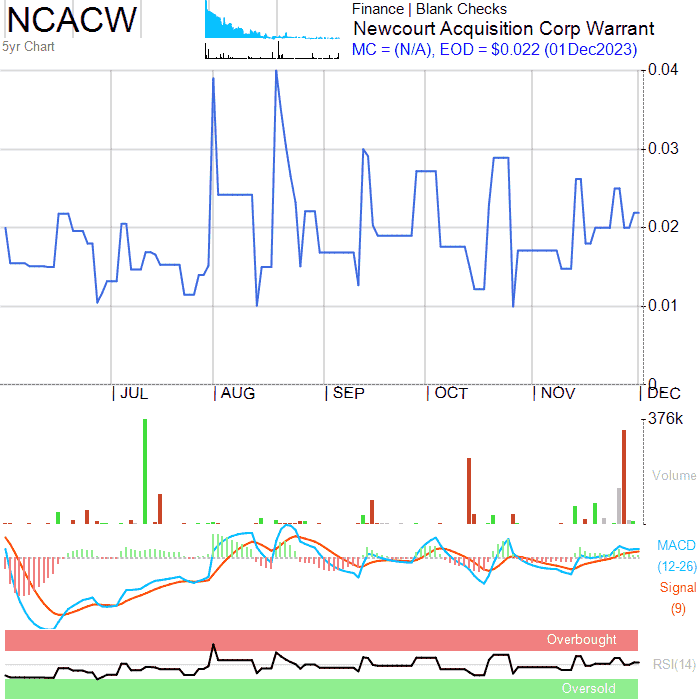 NCACW
5yr Chart
Finance | Blank Checks
Newcourt Acquisition Corp Warrant
MC = (N/A), EOD = $0.022 (01Dec2023)
0.04
0.03
0.02
0.01
0
JUL
AUG
SEP
OCT
NOV
DEC
376k
Volume
MACD
(12-26)
Signal
(9)
Overbought
RSI(14)
Oversold